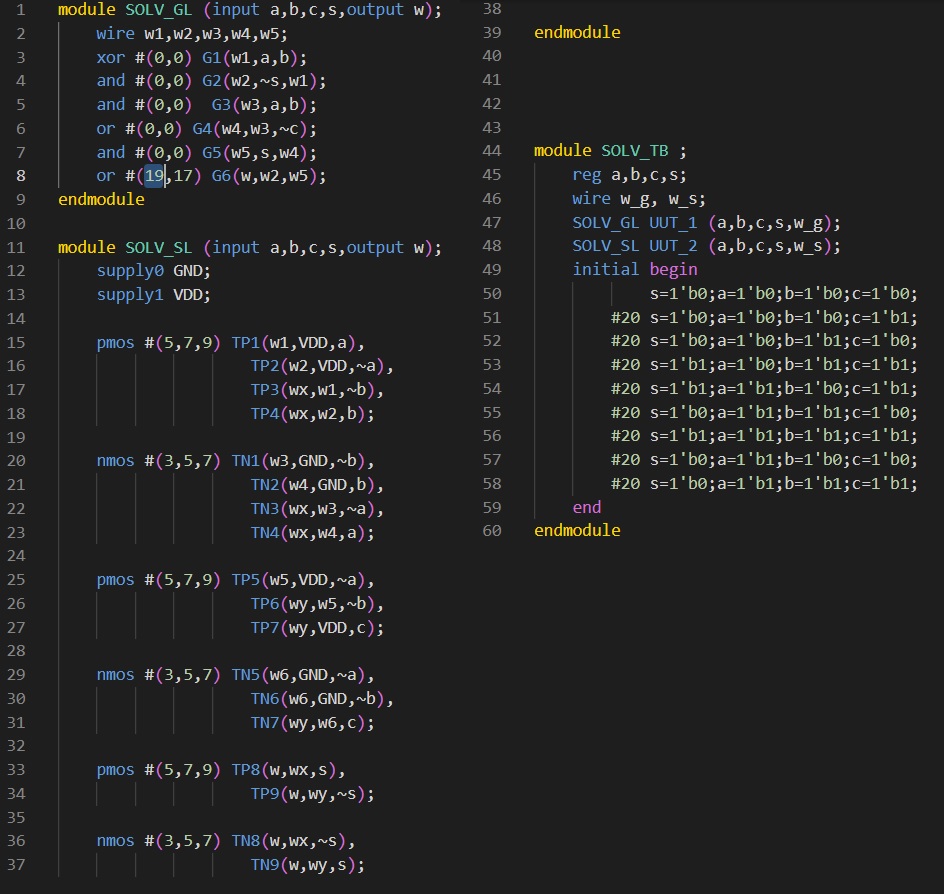 1 module SOLV_GL (input a,b,c,s,output w);
2 wire w1,w2,w3,w4,w5;
3 xor #(0,0) G1(w1,a,b);
4 and #(0,0) G2(w2,~s,w1);
5 and #(0,0)  G3(w3,a,b);
6 or #(0,0) G4(w4,w3,~c);
7 and #(0,0) G5(w5,s,w4);
8 or #(19,17) G6(w,w2,w5);
9 endmodule
10
11 module SOLV_SL (input a,b,c,s,output w);
12 supply0 GND;
13 supply1 VDD;
14
15 pmos #(5,7,9) TP1(w1,VDD,a),
16 TP2(w2,VDD,~a),
17 TP3(wx,w1,~b),
18 TP4(wx,w2,b);
19
20 nmos #(3,5,7) TN1(w3,GND,~b),
21 TN2(w4,GND,b),
22 TN3(wx,w3,~a),
23 TN4(wx,w4,a);
24
25 pmos #(5,7,9) TP5(w5,VDD,~a),
26 TP6(wy,w5,~b),
27 TP7(wy,VDD,c);
28
29 nmos #(3,5,7) TN5(w6,GND,~a),
30 TN6(w6,GND,~b),
31 TN7(wy,w6,c);
32
33 pmos #(5,7,9) TP8(w,wx,s),
34 TP9(w,wy,~s);
35
36 nmos #(3,5,7) TN8(w,wx,~s),
37 TN9(w,wy,s);
38
39 endmodule
40
41
42
43
44 module SOLV_TB ;
45 reg a,b,c,s;
46 wire w_g, w_s;
47 SOLV_GL UUT_1 (a,b,c,s,w_g);
48 SOLV_SL UUT_2 (a,b,c,s,w_s);
49 initial begin
50 s=1'b0;a=1'b0;b=1'b0;c=1'b0;
51 #20 s=1'b0;a=1'b0;b=1'b0;c=1'b1;
52 #20 s=1'b0;a=1'b0;b=1'b1;c=1'b0;
53 #20 s=1'b1;a=1'b0;b=1'b1;c=1'b0;
54 #20 s=1'b1;a=1'b1;b=1'b1;c=1'b1;
55 #20 s=1'b0;a=1'b1;b=1'b1;c=1'b0;
56 #20 s=1'b1;a=1'b1;b=1'b1;c=1'b1;
57 #20 s=1'b0;a=1'b1;b=1'b1;c=1'b0;
58 #20 s=1'b0;a=1'b1;b=1'b1;c=1'b1;
59 end
60 endmodule